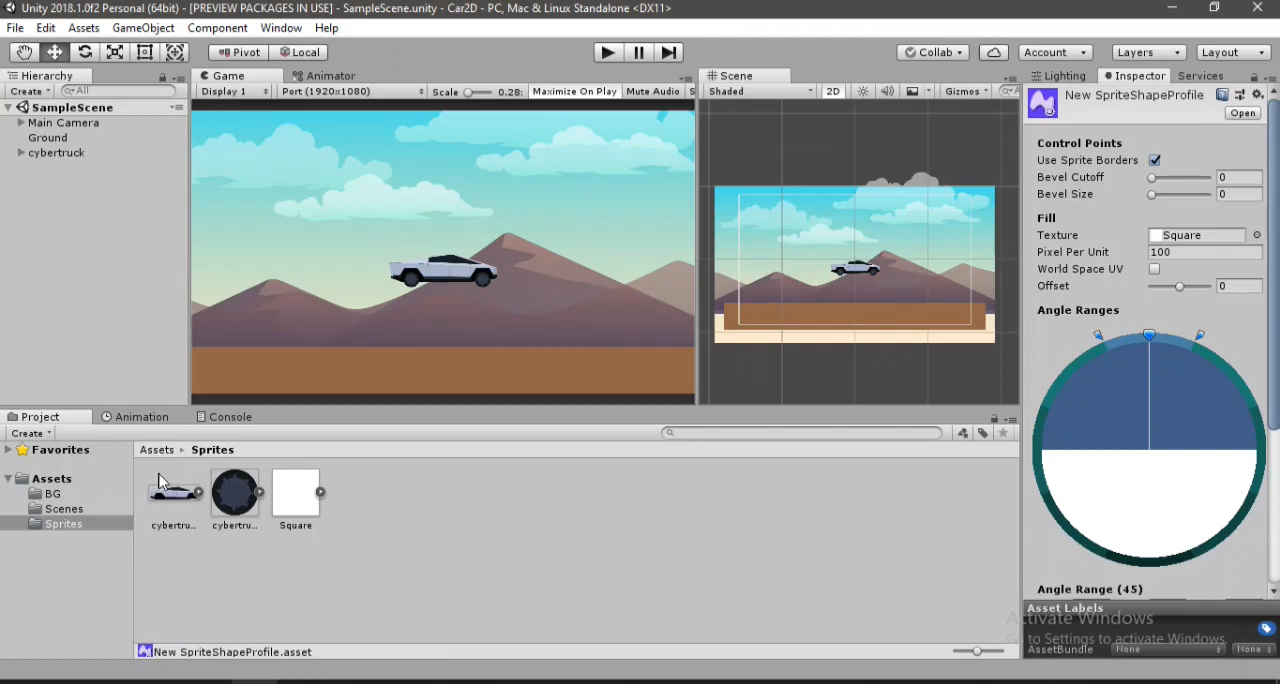 Unity 2018.1.0f2 Personal (64bit) - [PREVIEW PACKAGES IN USE] - SampleScene.unity - Car2D - PC, Mac & Linux Standalone <DX11>
File Edit Assets GameObject Component Window Help
Pivot Local Collab Account Layers Layout
Hierarchy
Create All
SampleScene
Main Camera
Ground
cybertruck
Game Animator
Display 1 Port(1920x1080) Scale 0.28: Maximize On Play Mute Audio S
Scene
Shaded 2D Gizmos A
Lighting Inspector Services
New SpriteShapeProfile
Open
Control Points
Use Sprite Borders
Bevel Cutoff 0
Bevel Size 0
Fill
Texture Square
Pixel Per Unit 100
World Space UV
Offset 0
Angle Ranges
Angle Range (45)
Asset Labels
AssetBundle None None
Activate Windows
Go to Settings to activate Windows.
Project Animation Console
Create
Favorites
Assets
BG
Scenes
Sprites
Assets Sprites
cybertru... cybertru... Square
New SpriteShapeProfile.asset